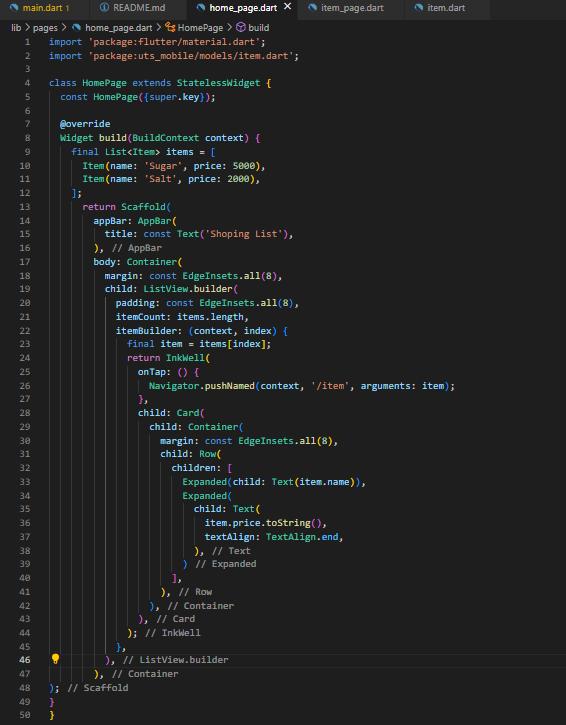 main.dart 1 README.md home_page.dart × item_page.dart item.dart
lib > pages > home_page.dart > HomePage > build
1 import 'package:flutter/material.dart';
2 import 'package:uts_mobile/models/item.dart';
3
4 class HomePage extends StatelessWidget {
5   const HomePage({super.key});
6
7   @override
8   Widget build(BuildContext context) {
9     final List<Item> items = [
10       Item(name: 'Sugar', price: 5000),
11       Item(name: 'Salt', price: 2000),
12     ];
13       return Scaffold(
14         appBar: AppBar(
15           title: const Text('Shoping List'),
16         ), // AppBar
17         body: Container(
18           margin: const EdgeInsets.all(8),
19           child: ListView.builder(
20             padding: const EdgeInsets.all(8),
21             itemCount: items.length,
22             itemBuilder: (context, index) {
23               final item = items[index];
24               return InkWell(
25                 onTap: () {
26                   Navigator.pushNamed(context, '/item', arguments: item);
27                 },
28                 child: Card(
29                   child: Container(
30                     margin: const EdgeInsets.all(8),
31                     child: Row(
32                       children: [
33                         Expanded(child: Text(item.name)),
34                         Expanded(
35                           child: Text(
36                             item.price.toString(),
37                             textAlign: TextAlign.end,
38                           ), // Text
39                         ) // Expanded
40                       ],
41                     ), // Row
42                   ), // Container
43                 ), // Card
44               ); // InkWell
45             },
46           ), // ListView.builder
47         ), // Container
48 ); // Scaffold
49 }
50 }